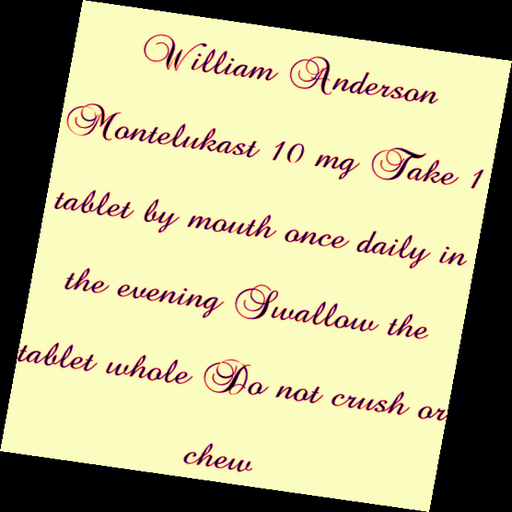 William Anderson
Montelukast 10 mg Take 1
tablet by mouth once daily in
the evening Swallow the
tablet whole Do not crush or
chew